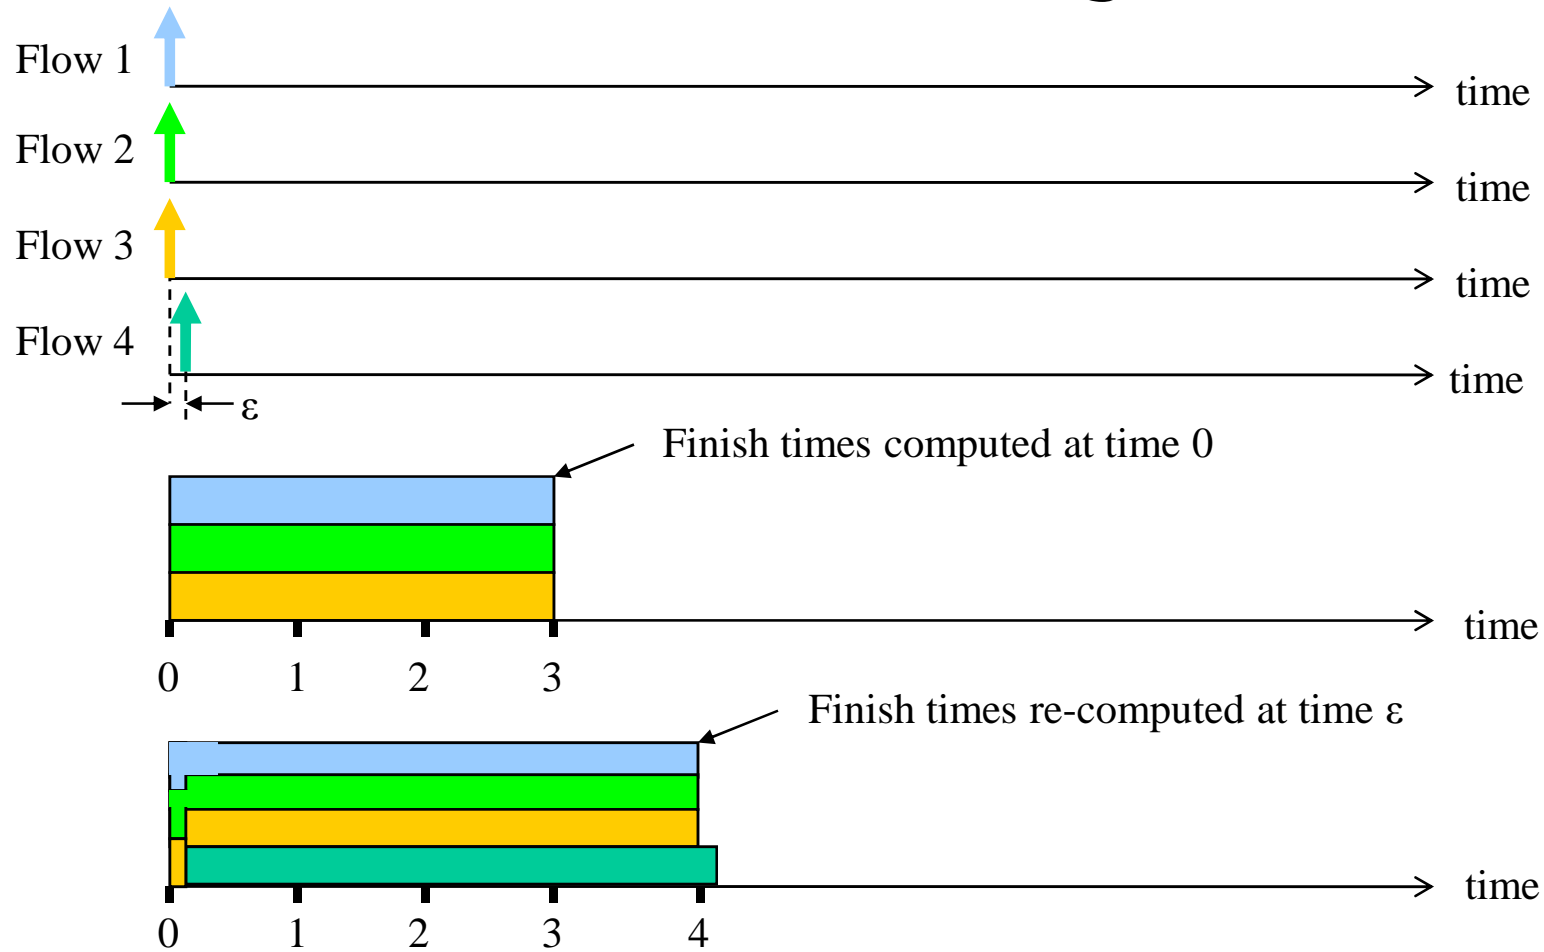 Flow 1
time
Flow 2
time
Flow 3
time
Flow 4
time
ε
Finish times computed at time 0
time
0 1 2 3
Finish times re-computed at time ε
time
0 1 2 3 4